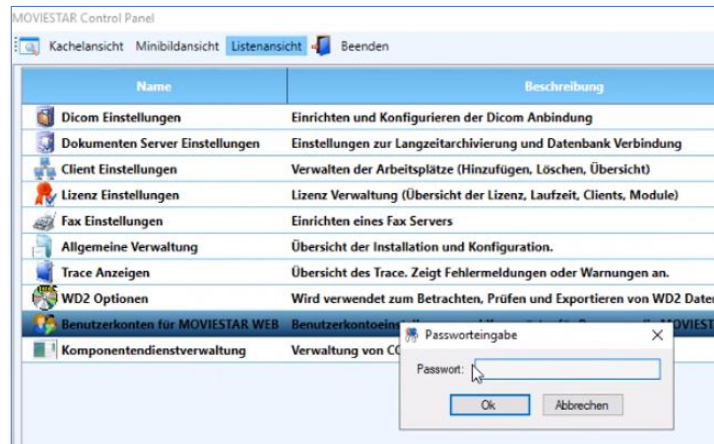 MOVIESTAR Control Panel
Kachelansicht Minibildansicht Listenansicht Beenden
Name Beschreibung
Dicom Einstellungen Einrichten und Konfigurieren der Dicom Anbindung
Dokumenten Server Einstellungen Einstellungen zur Langzeitarchivierung und Datenbank Verbindung
Client Einstellungen Verwalten der Arbeitsplätze (Hinzufügen, Löschen, Übersicht)
Lizenz Einstellungen Lizenz Verwaltung (Übersicht der Lizenz, Laufzeit, Clients, Module)
Fax Einstellungen Einrichten eines Fax Servers
Allgemeine Verwaltung Übersicht der Installation und Konfiguration.
Trace Anzeigen Übersicht des Trace. Zeigt Fehlermeldungen oder Warnungen an.
WD2 Optionen Wird verwendet zum Betrachten, Prüfen und Exportieren von WD2 Date
Benutzerkonten für MOVIESTAR WEB MOVIEST
Komponentendienstverwaltung Verwaltung von
Passworteingabe
Passwort:
Ok Abbrechen